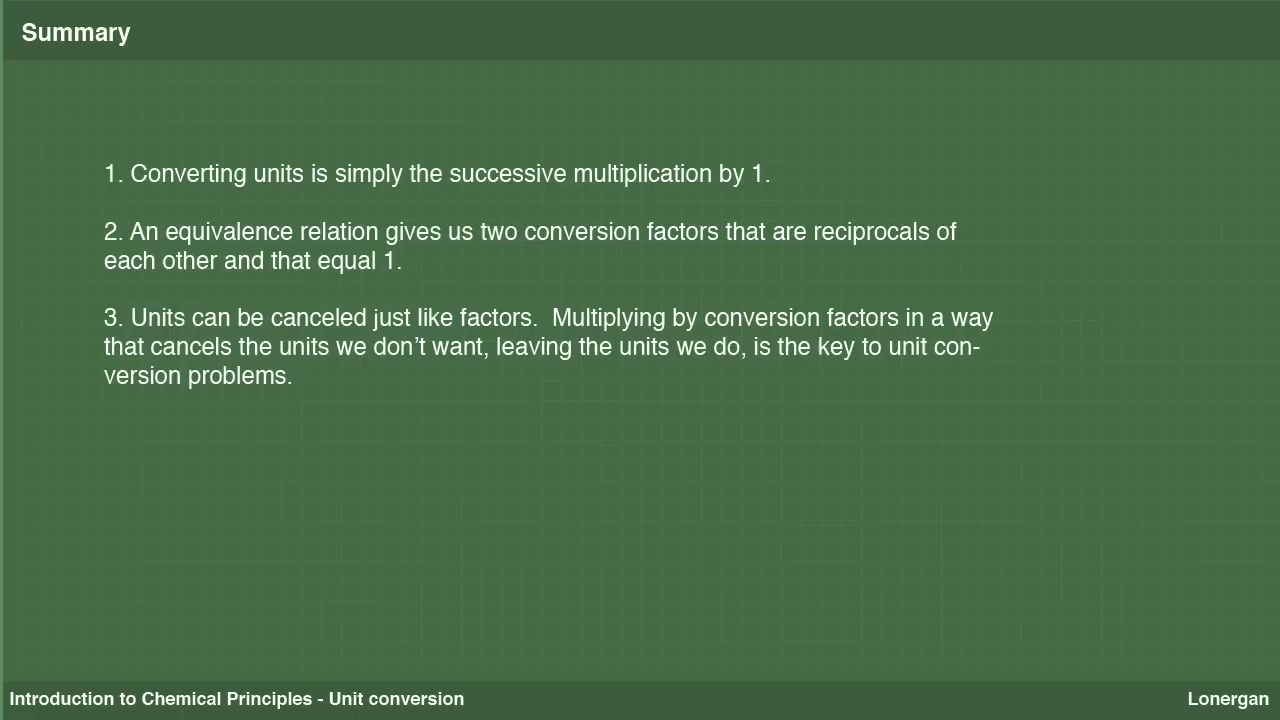 Summary
1. Converting units is simply the successive multiplication by 1.
2. An equivalence relation gives us two conversion factors that are reciprocals of
each other and that equal 1.
3. Units can be canceled just like factors.  Multiplying by conversion factors in a way
that cancels the units we don’t want, leaving the units we do, is the key to unit con-
version problems.
Introduction to Chemical Principles - Unit conversion
Lonergan